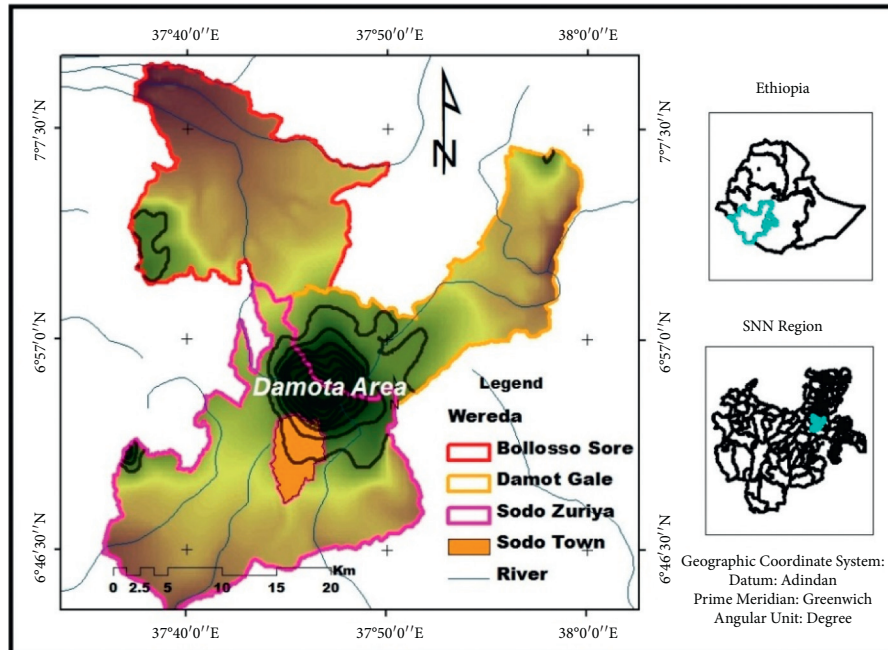 37°40′0′′E
37°50′0′′E
38°0′0′′E
7°7′30′′N
7°7′30′′N
6°57′0′′N
6°57′0′′N
6°46′30′′N
6°46′30′′N
N
Damota Area
N
Legend
Wereda
Bollosso Sore
Damot Gale
Sodo Zuriya
Sodo Town
River
Km
0 2.5 5 10 15 20
37°40′0′′E
37°50′0′′E
38°0′0′′E
Ethiopia
SNN Region
Geographic Coordinate System:
Datum: Adindan
Prime Meridian: Greenwich
Angular Unit: Degree